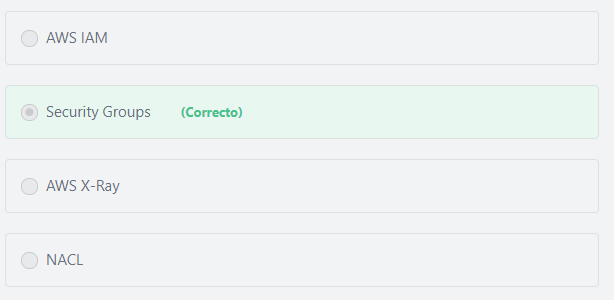 AWS IAM
Security Groups (Correcto)
AWS X-Ray
NACL